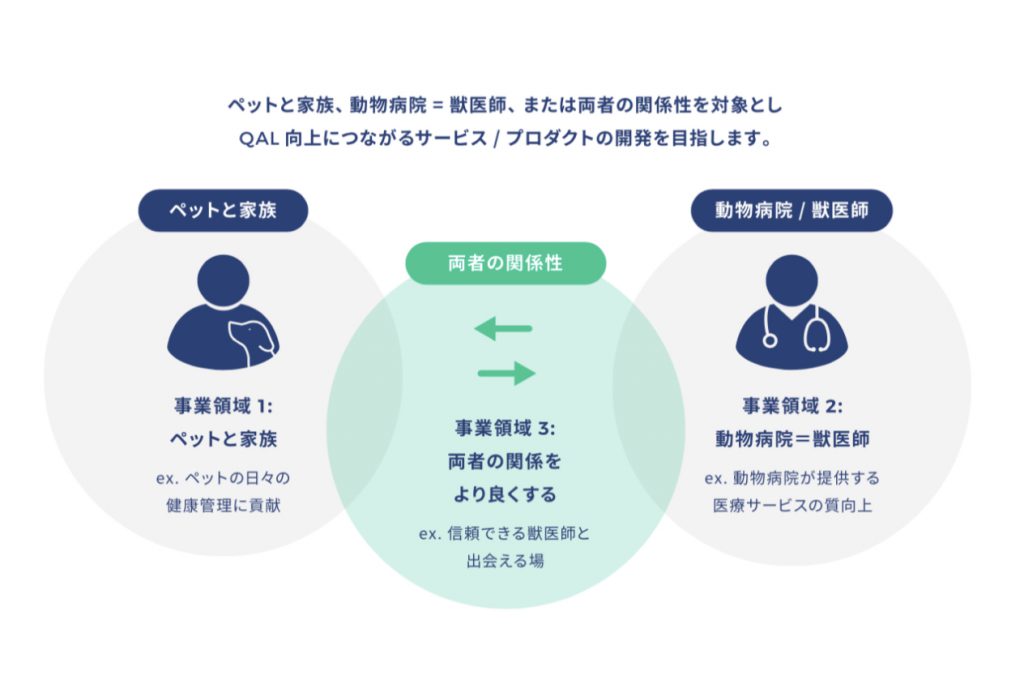 ペットと家族、動物病院 = 獣医師、または両者の関係性を対象とし
QAL 向上につながるサービス / プロダクトの開発を目指します。
ペットと家族
動物病院 / 獣医師
両者の関係性
事業領域 1:
ペットと家族
ex. ペットの日々の
健康管理に貢献
事業領域 3:
両者の関係を
より良くする
ex. 信頼できる獣医師と
出会える場
事業領域 2:
動物病院＝獣医師
ex. 動物病院が提供する
医療サービスの質向上